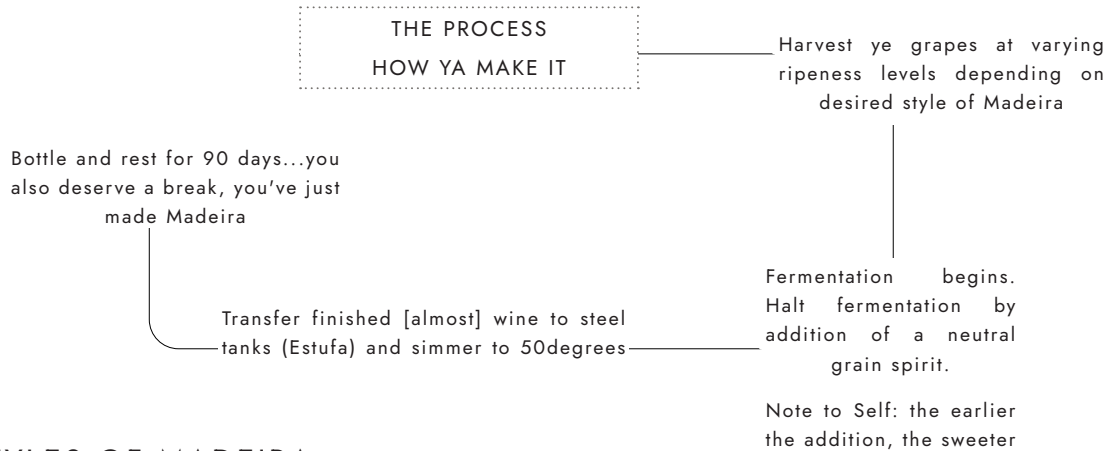 THE PROCESS
HOW YA MAKE IT
Harvest ye grapes at varying
ripeness levels depending on
desired style of Madeira
Fermentation begins.
Halt fermentation by
addition of a neutral
grain spirit.
Note to Self: the earlier
the addition, the sweeter
Transfer finished [almost] wine to steel
tanks (Estufa) and simmer to 50degrees
Bottle and rest for 90 days...you
also deserve a break, you've just
made Madeira